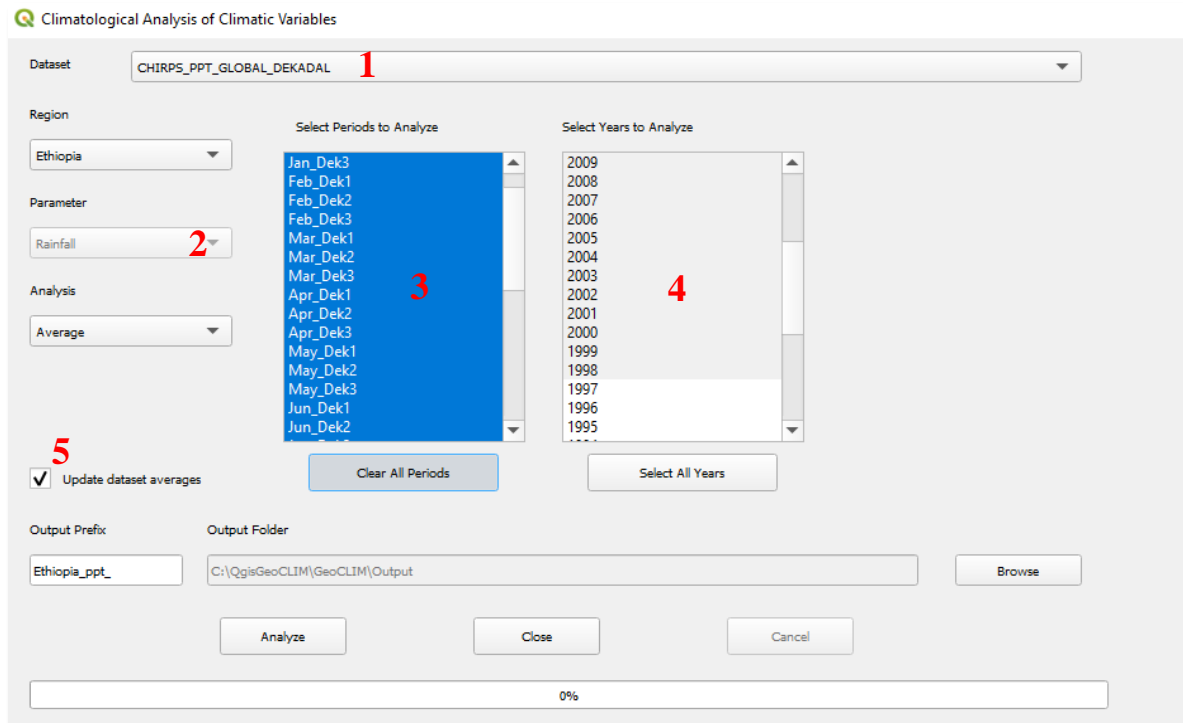 Climatological Analysis of Climatic Variables
Dataset
CHIRPS_PPT_GLOBAL_DEKADAL
1
Region
Ethiopia
Parameter
Rainfall
2
Analysis
Average
Select Periods to Analyze
Jan_Dek3
Feb_Dek1
Feb_Dek2
Feb_Dek3
Mar_Dek1
Mar_Dek2
Mar_Dek3
Apr_Dek1
Apr_Dek2
Apr_Dek3
May_Dek1
May_Dek2
May_Dek3
Jun_Dek1
Jun_Dek2
3
Clear All Periods
Select Years to Analyze
2009
2008
2007
2006
2005
2004
2003
2002
2001
2000
1999
1998
1997
1996
1995
4
Select All Years
5
Update dataset averages
Output Prefix
Ethiopia_ppt_
Output Folder
C:\QgisGeoCLIM\GeoCLIM\Output
Browse
Analyze
Close
Cancel
0%